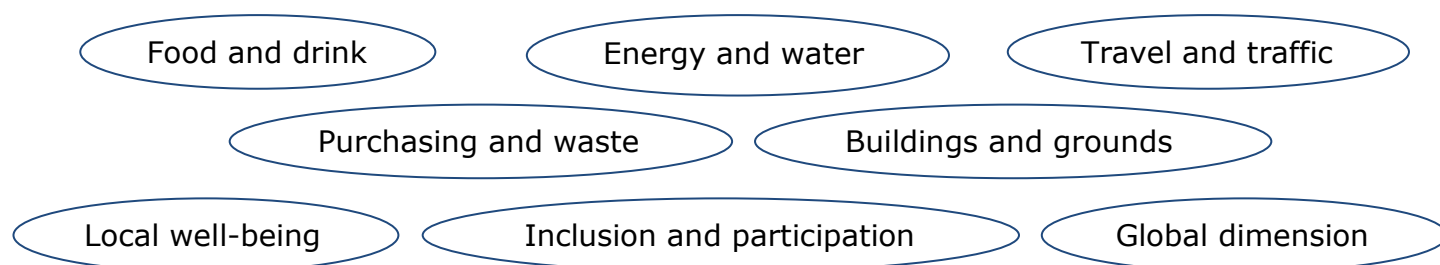 Food and drink
Energy and water
Travel and traffic
Purchasing and waste
Buildings and grounds
Local well-being
Inclusion and participation
Global dimension